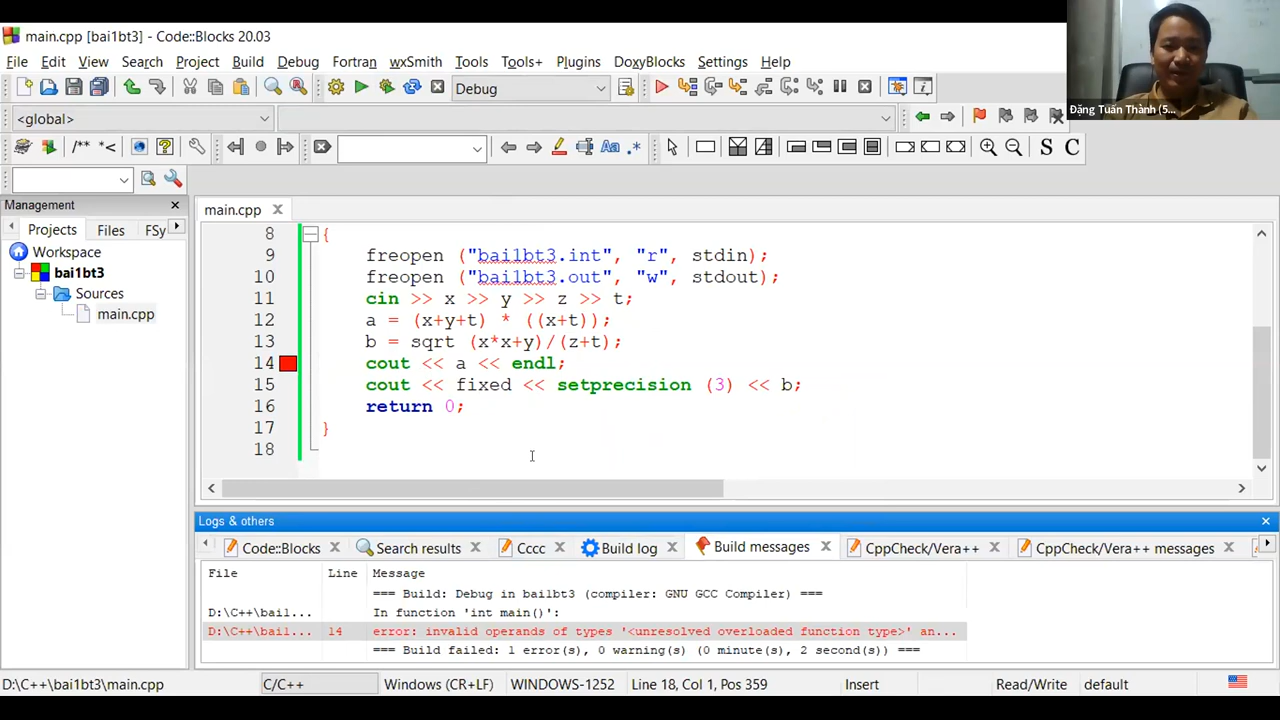 main.cpp [bai1bt3] - Code::Blocks 20.03
File Edit View Search Project Build Debug Fortran wxSmith Tools Tools+ Plugins DoxyBlocks Settings Help
Đặng Tuấn Thành (5...
Debug
<global>
/** *<
Aa .*
S C
Management
main.cpp
Projects Files FSy
Workspace
bai1bt3
Sources
main.cpp
8 {
9 freopen ("bai1bt3.int", "r", stdin);
10 freopen ("bai1bt3.out", "w", stdout);
11 cin >> x >> y >> z >> t;
12 a = (x+y+t) * ((x+t));
13 b = sqrt (x*x+y)/(z+t);
14 cout << a << endl;
15 cout << fixed << setprecision (3) << b;
16 return 0;
17 }
18
Logs & others
Code::Blocks Search results Cccc Build log Build messages CppCheck/Vera++ CppCheck/Vera++ messages
File Line Message
=== Build: Debug in bai1bt3 (compiler: GNU GCC Compiler) ===
D:\C++\bai1... In function 'int main()':
D:\C++\bai1... 14 error: invalid operands of types '<unresolved overloaded function type>' an...
=== Build failed: 1 error(s), 0 warning(s) (0 minute(s), 2 second(s)) ===
D:\C++\bai1bt3\main.cpp C/C++ Windows (CR+LF) WINDOWS-1252 Line 18, Col 1, Pos 359 Insert Read/Write default